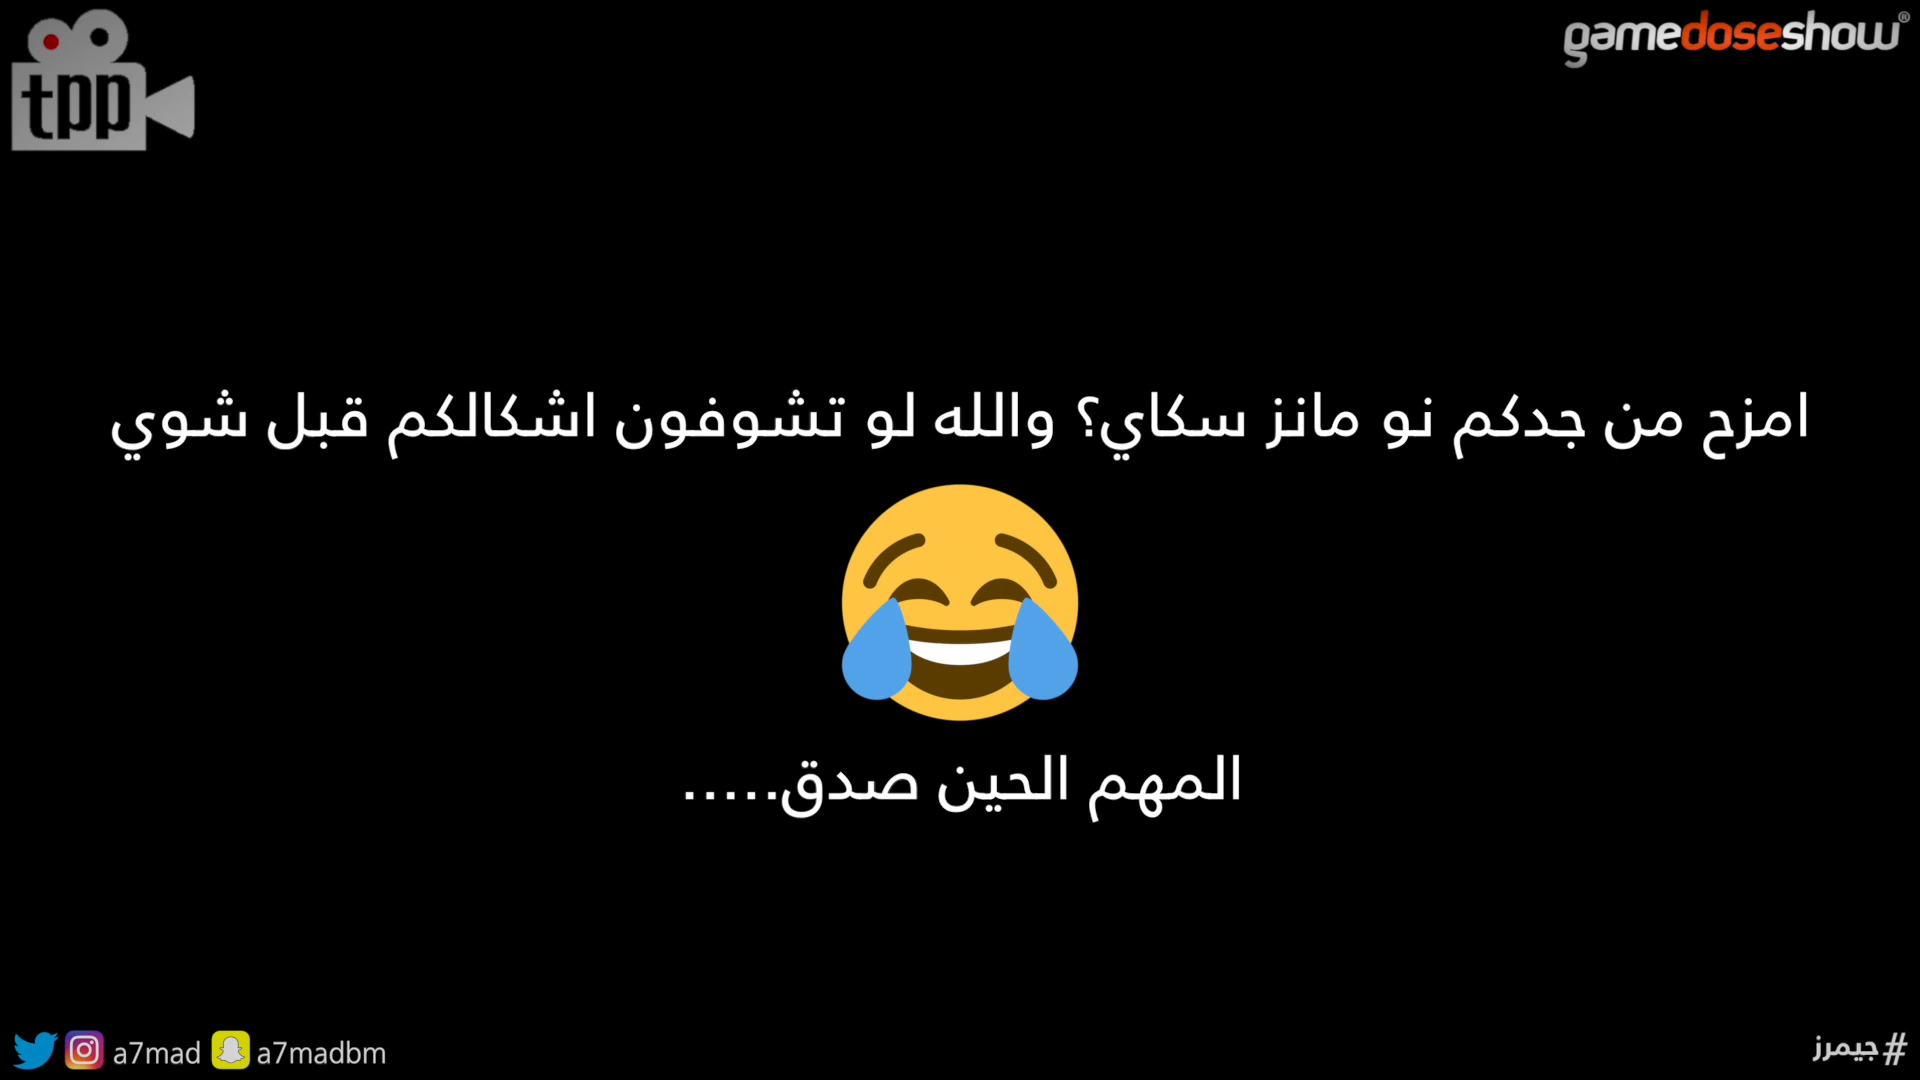 tpp
gamedoseshow®
امزح من جدكم نو مانز سكاي؟ والله لو تشوفون اشكالكم قبل شوي
😂
المهم الحين صدق.....
a7mad a7madbm
#جيمرز